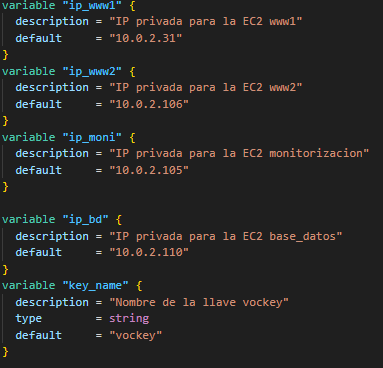 variable "ip_www1" {
  description = "IP privada para la EC2 www1"
  default     = "10.0.2.31"
}
variable "ip_www2" {
  description = "IP privada para la EC2 www2"
  default     = "10.0.2.106"
}
variable "ip_moni" {
  description = "IP privada para la EC2 monitorizacion"
  default     = "10.0.2.105"
}

variable "ip_bd" {
  description = "IP privada para la EC2 base_datos"
  default     = "10.0.2.110"
}
variable "key_name" {
  description = "Nombre de la llave vockey"
  type        = string
  default     = "vockey"
}